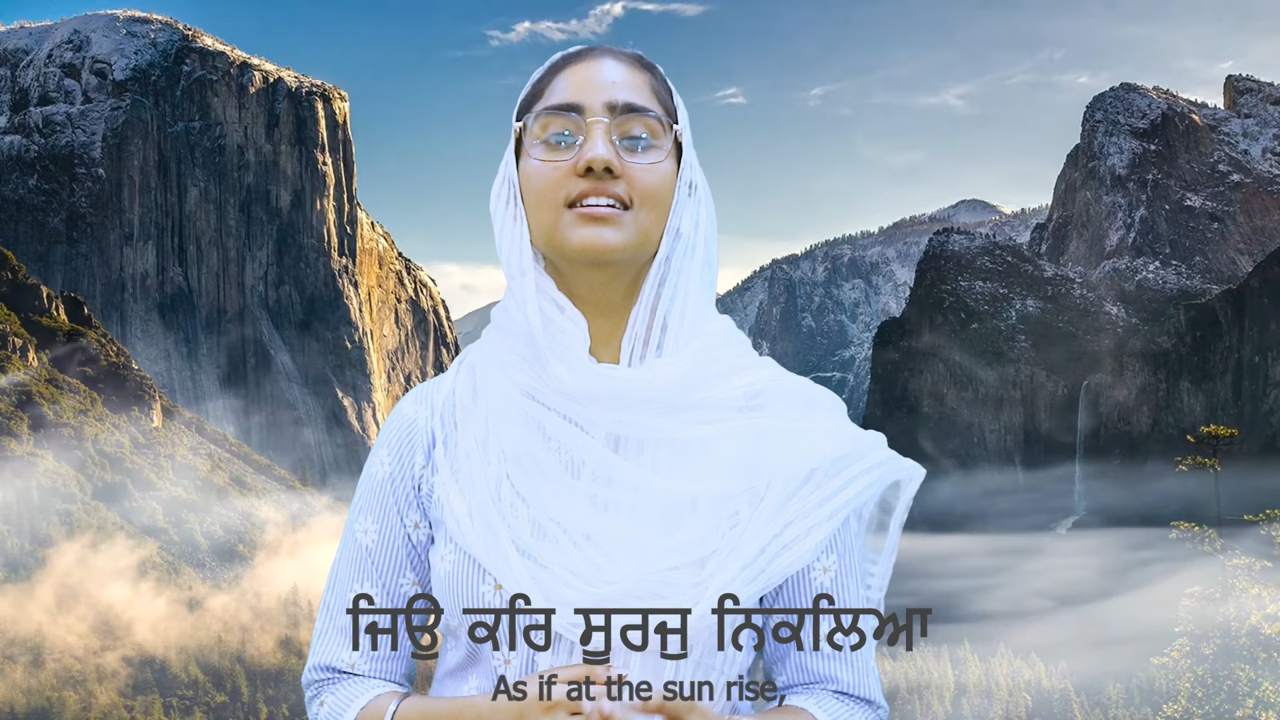 ਜਿਉ ਕਰਿ ਸੂਰਜੁ ਨਿਕਲਿਆ
As if at the sun rise,